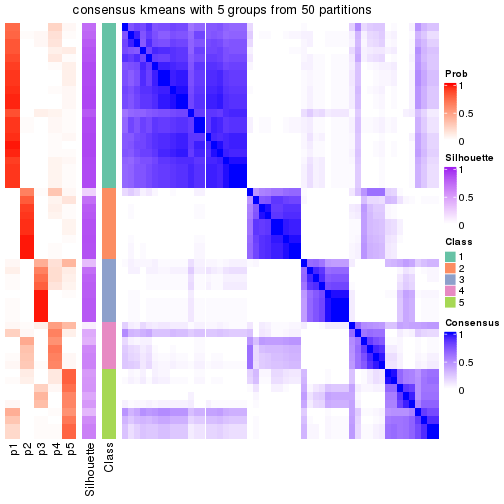 consensus kmeans with 5 groups from 50 partitions
Prob
1
0.5
0
Silhouette
1
0.5
0
Class
1
2
3
4
5
Consensus
1
0.5
0
p1
p2
p3
p4
p5
Silhouette
Class